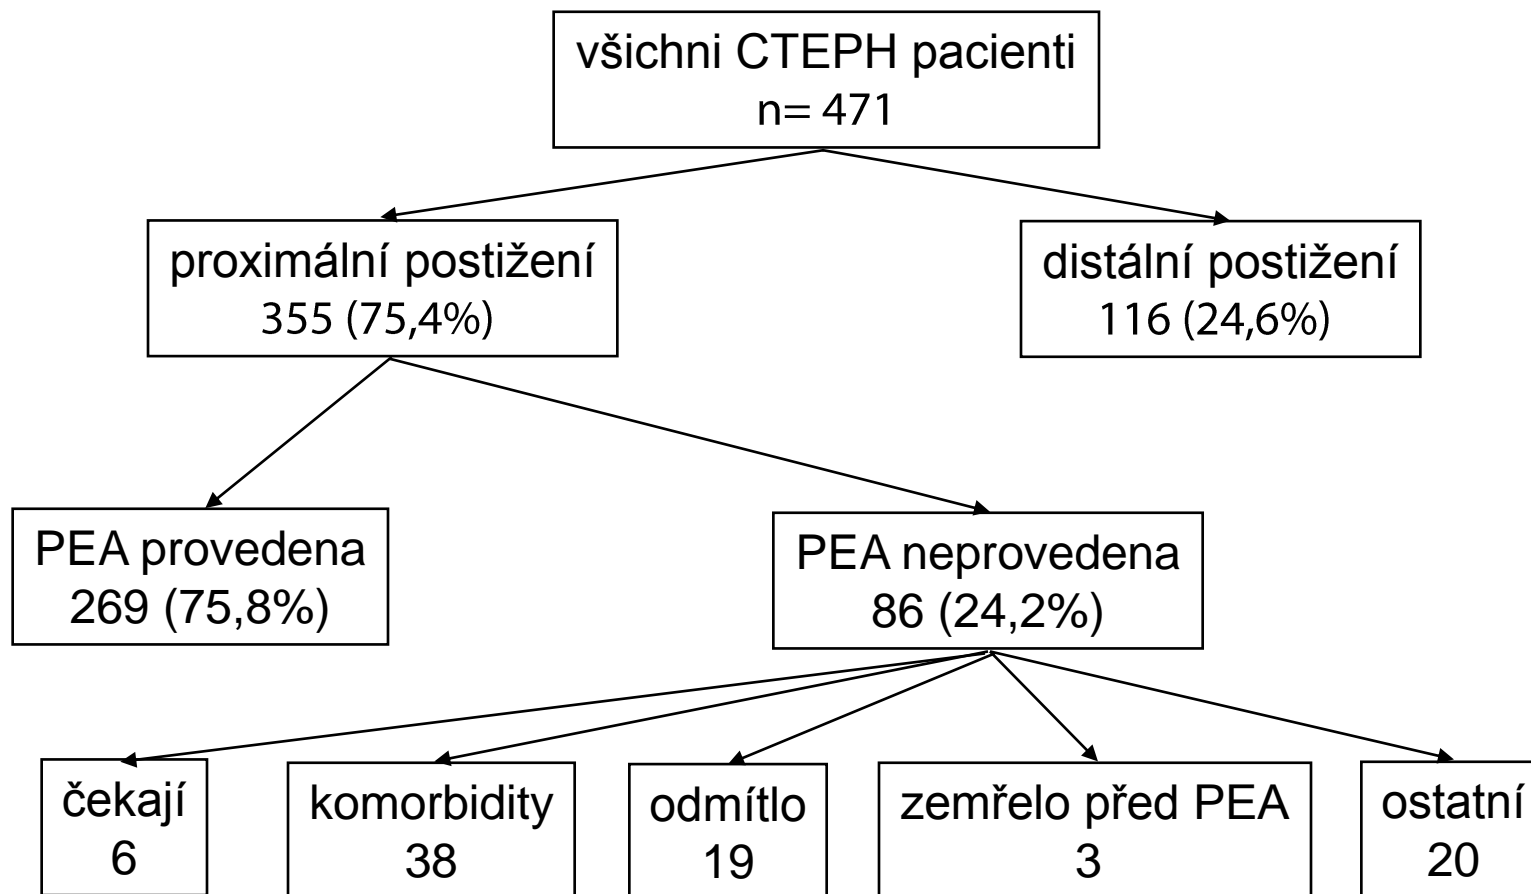 všichni CTEPH pacienti
n= 471
proximální postižení
355 (75,4%)
distální postižení
116 (24,6%)
PEA provedena
269 (75,8%)
PEA neprovedena
86 (24,2%)
čekají
6
komorbidity
38
odmítlo
19
zemřelo před PEA
3
ostatní
20